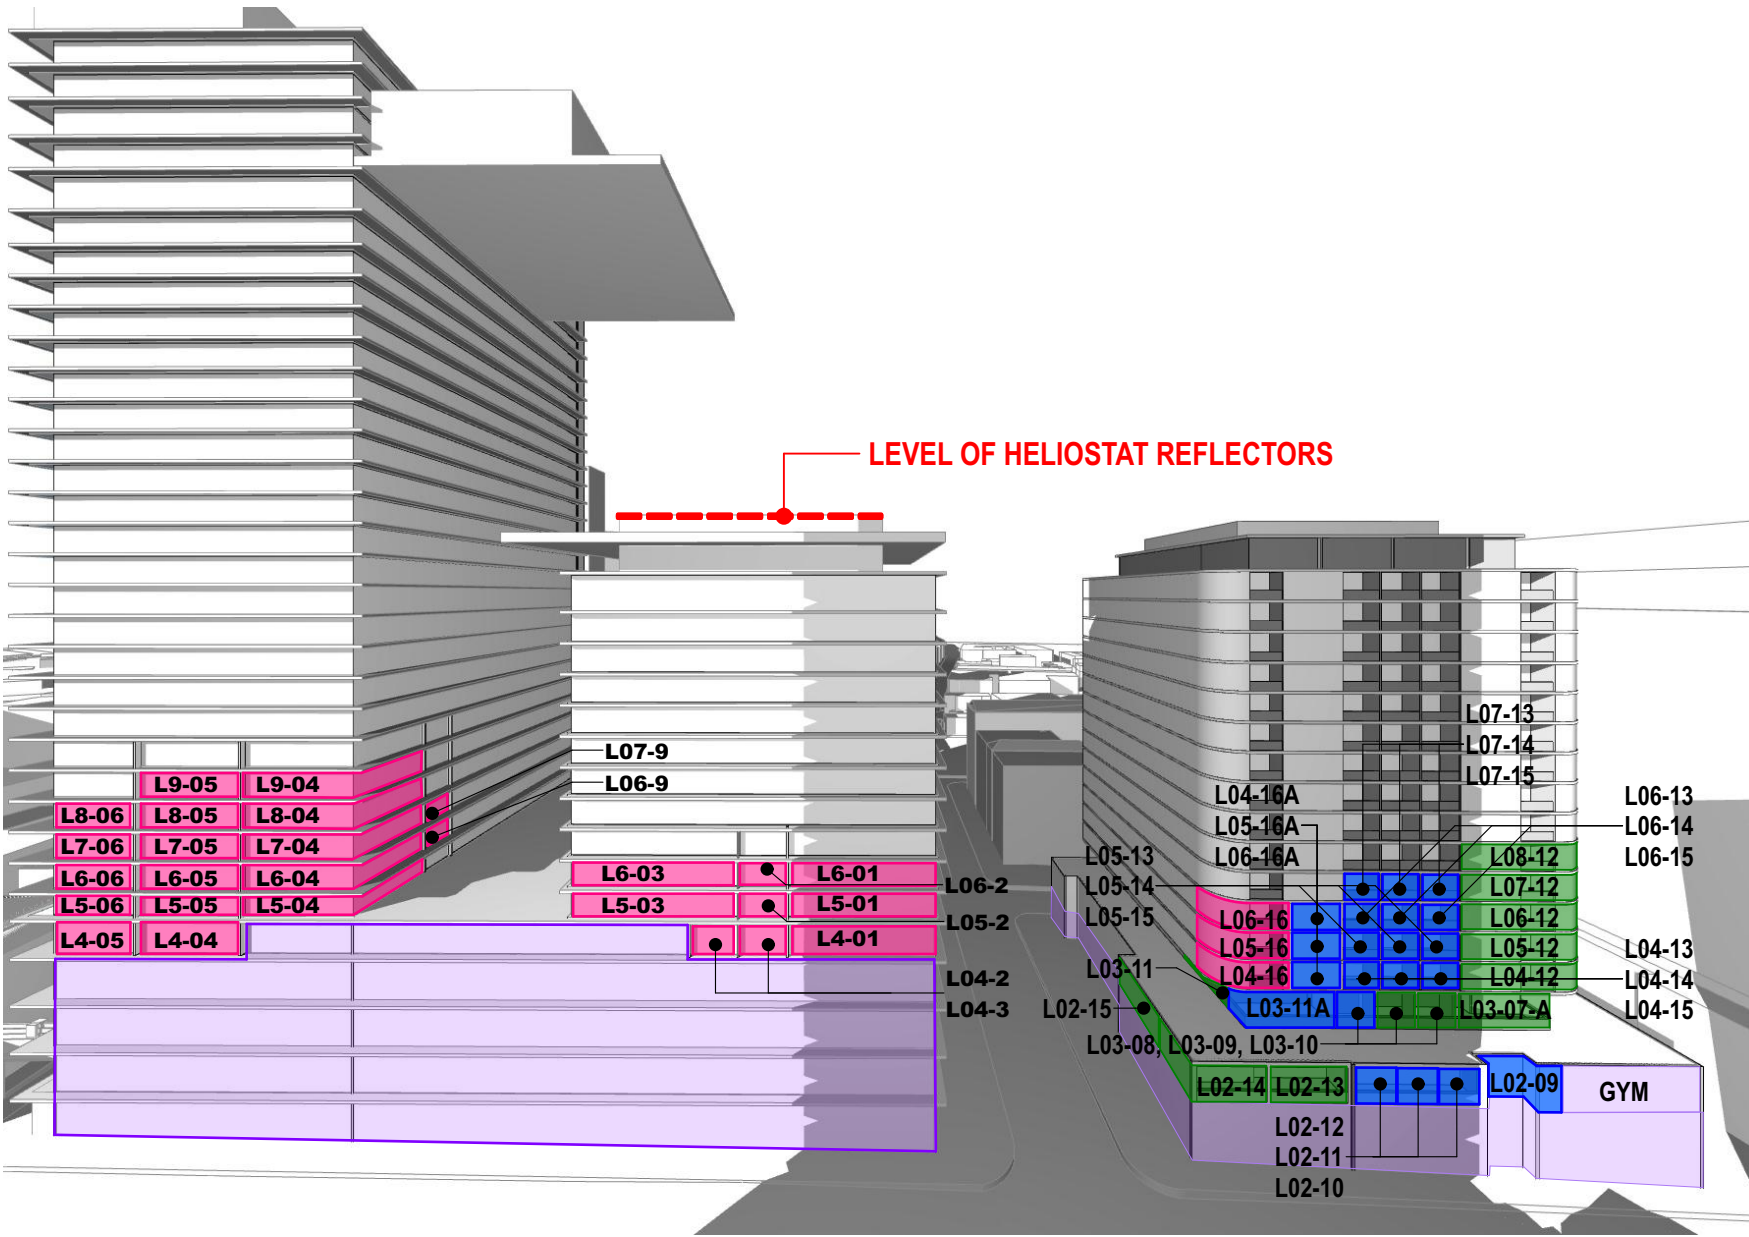 LEVEL OF HELIOSTAT REFLECTORS
L07-9
L06-9
L9-05 L9-04
L8-06 L8-05 L8-04
L7-06 L7-05 L7-04
L6-06 L6-05 L6-04
L5-06 L5-05 L5-04
L4-05 L4-04
L6-03 L6-01
L5-03 L5-01
L4-01
L06-2
L05-2
L04-2
L04-3
L07-13
L07-14
L07-15
L04-16A
L05-16A
L06-16A
L06-13
L06-14
L06-15
L05-13
L05-14
L05-15
L08-12
L07-12
L06-16 L06-12
L05-16 L05-12
L04-16 L04-12
L04-13
L04-14
L04-15
L03-11
L02-15
L03-11A L03-07-A
L03-08, L03-09, L03-10
L02-14 L02-13 L02-09 GYM
L02-12
L02-11
L02-10